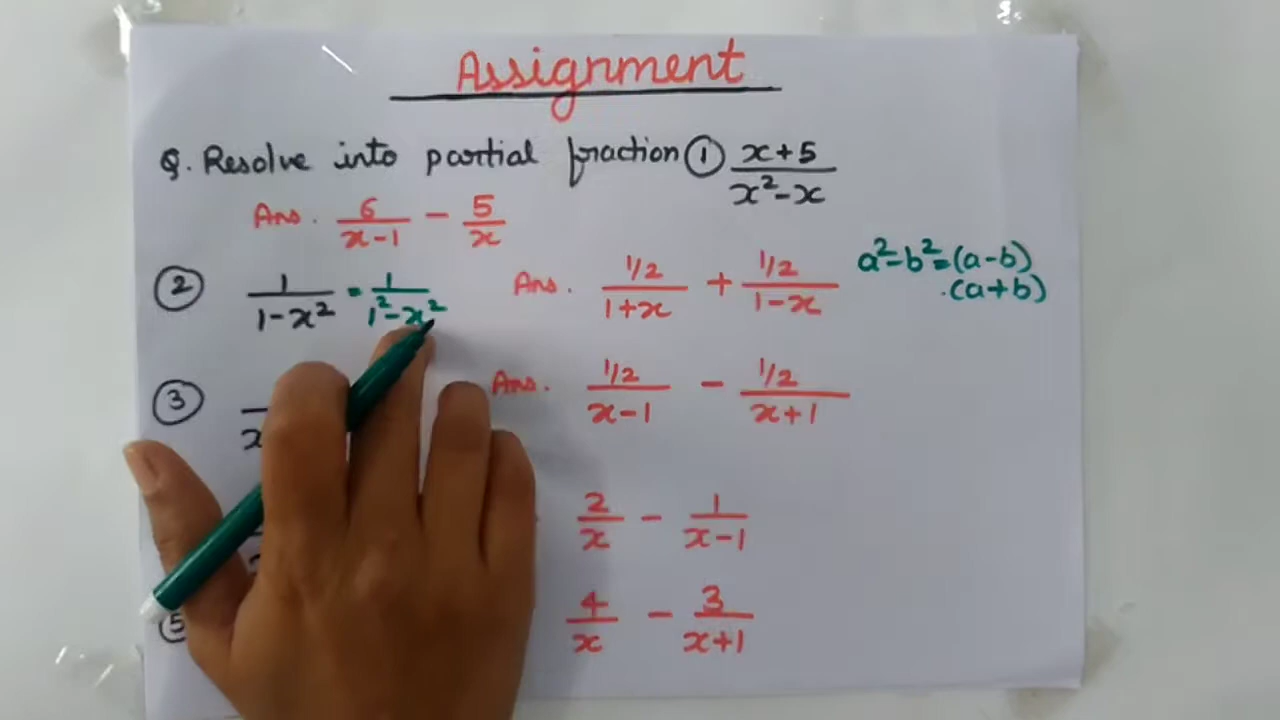 Assignment
Q. Resolve into partial fraction ① x+5 / x²-x
Ans. 6/x-1 - 5/x
② 1/1-x² = 1/1²-x² Ans. 1/2 / 1+x + 1/2 / 1-x a²-b²=(a-b)
.(a+b)
③ x Ans. 1/2 / x-1 - 1/2 / x+1
2/x - 1/x-1
⑤ 4/x - 3/x+1